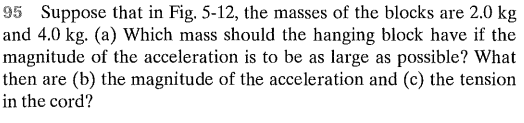 95 Suppose that in Fig. 5-12, the masses of the blocks are 2.0 kg
and 4.0 kg. (a) Which mass should the hanging block have if the
magnitude of the acceleration is to be as large as possible? What
then are (b) the magnitude of the acceleration and (c) the tension
in the cord?